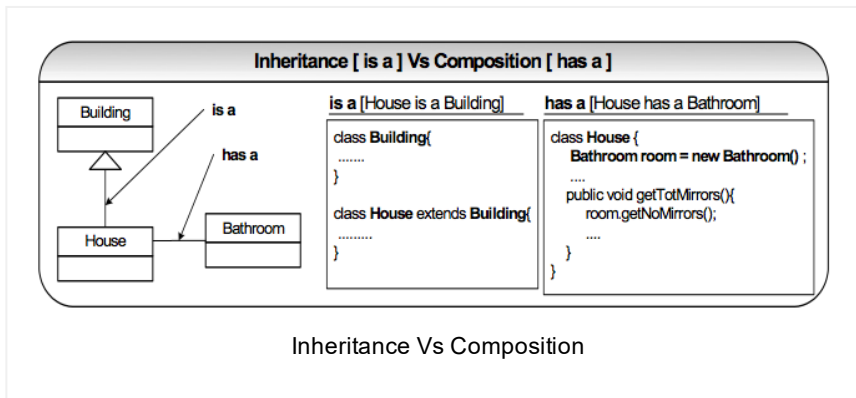 Inheritance [ is a ] Vs Composition [ has a ]
Building
is a
has a
House
Bathroom
is a [House is a Building]
class Building{
.......
}
class House extends Building{
.........
}
has a [House has a Bathroom]
class House {
Bathroom room = new Bathroom() ;
....
public void getTotMirrors(){
room.getNoMirrors();
....
}
}
Inheritance Vs Composition